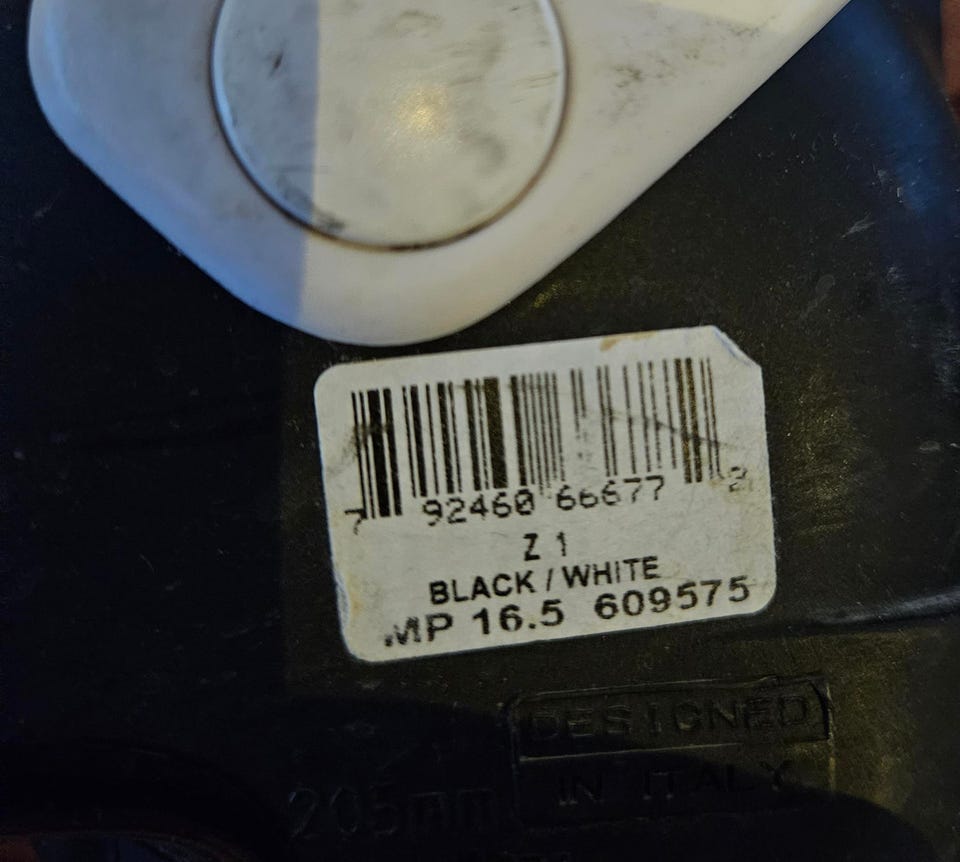 7 92460 66677 2
Z 1
BLACK / WHITE
MP 16.5 609575
DESIGNED
IN ITALY
205mm